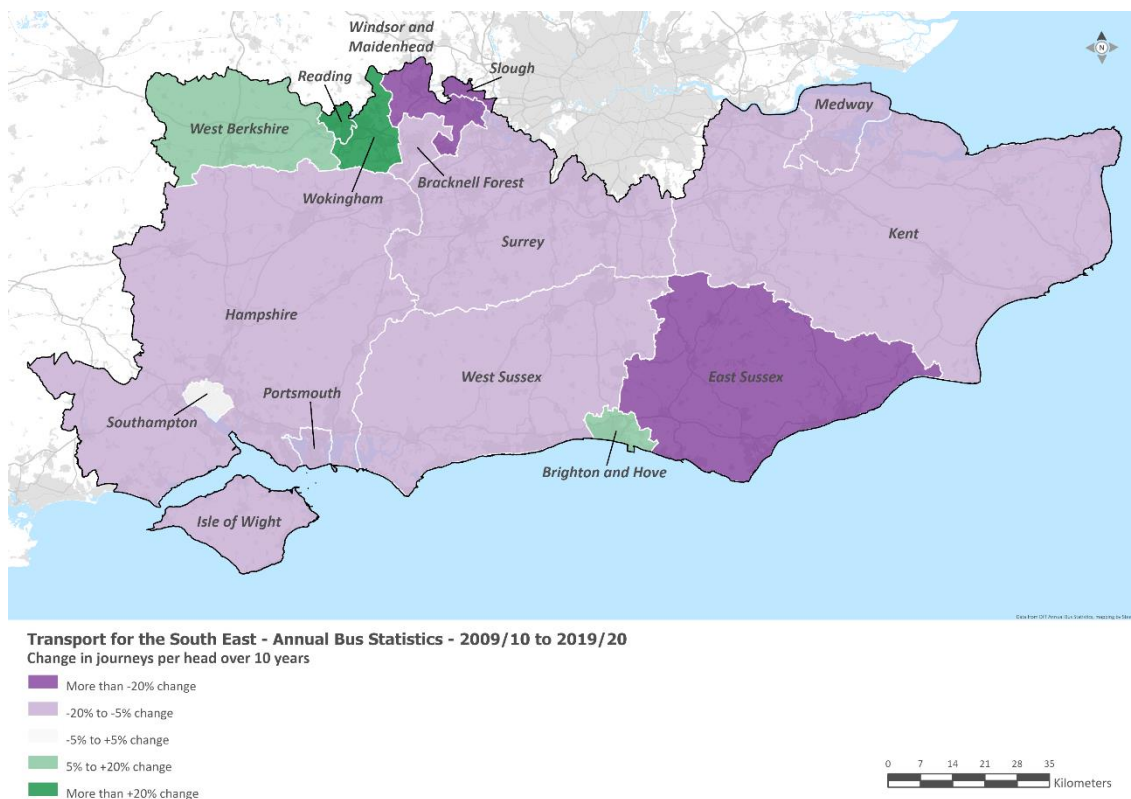 Windsor and
Maidenhead
Slough
Reading
Medway
West Berkshire
Bracknell Forest
Wokingham
Kent
Surrey
Hampshire
West Sussex
East Sussex
Portsmouth
Southampton
Brighton and Hove
Isle of Wight
N
Transport for the South East - Annual Bus Statistics - 2009/10 to 2019/20
Change in journeys per head over 10 years
More than -20% change
-20% to -5% change
-5% to +5% change
5% to +20% change
More than +20% change
0 7 14 21 28 35
Kilometers